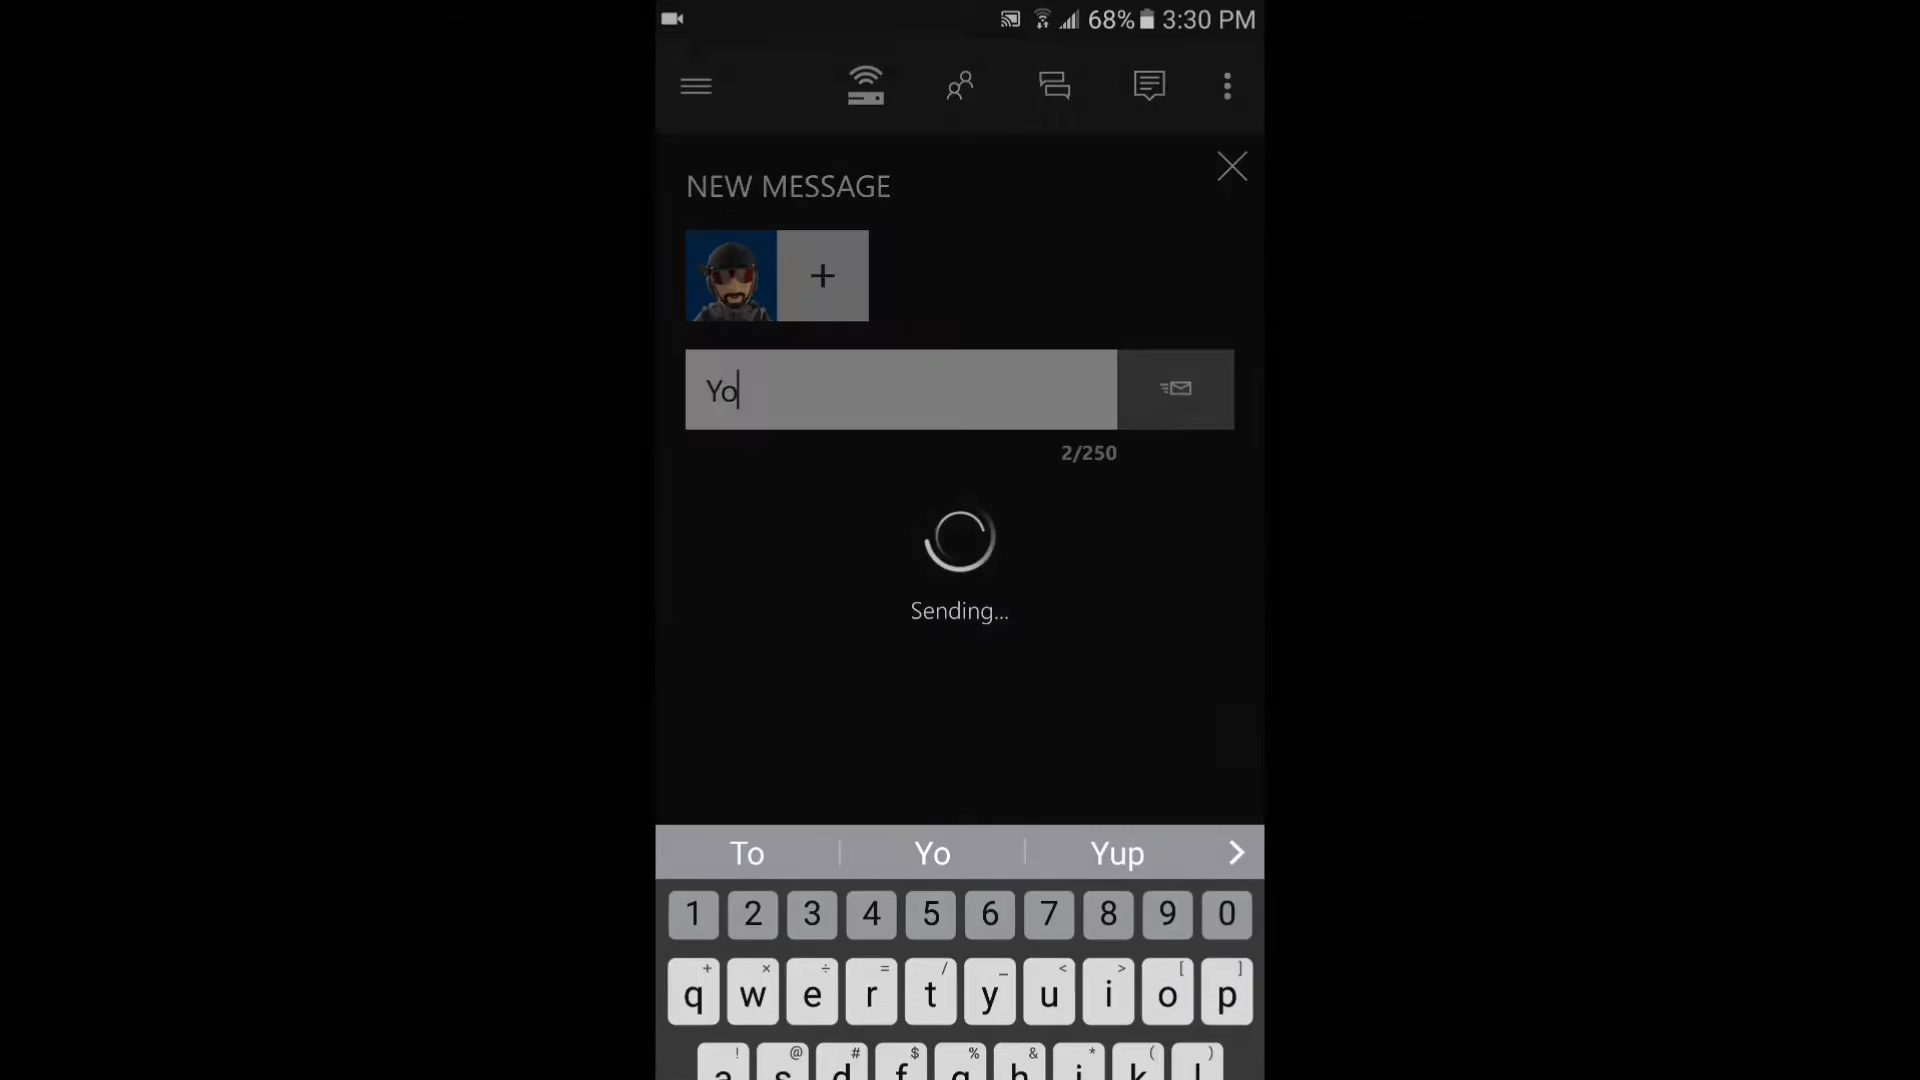 68% 3:30 PM
NEW MESSAGE
+
Yo
2/250
Sending...
To Yo Yup
1 2 3 4 5 6 7 8 9 0
+ × ÷ = / _ < > [ ]
q w e r t y u i o p
! @ # $ % & * ( )
a s d f g h j k l